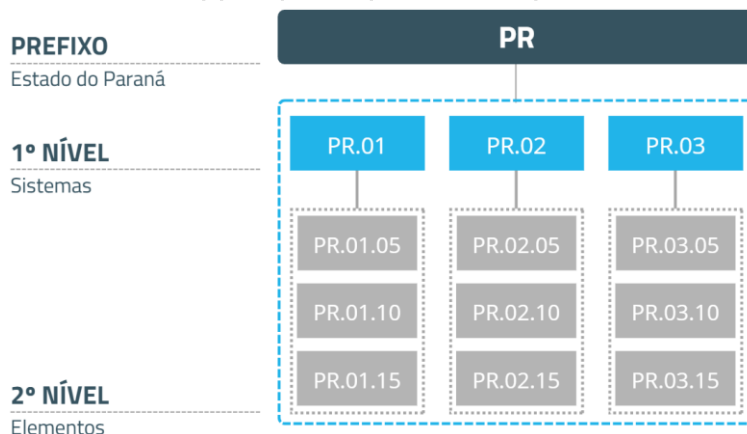 PR
PREFIXO
Estado do Paraná
PR.01 PR.02 PR.03
1º NÍVEL
Sistemas
PR.01.05 PR.02.05 PR.03.05
PR.01.10 PR.02.10 PR.03.10
PR.01.15 PR.02.15 PR.03.15
2º NÍVEL
Elementos